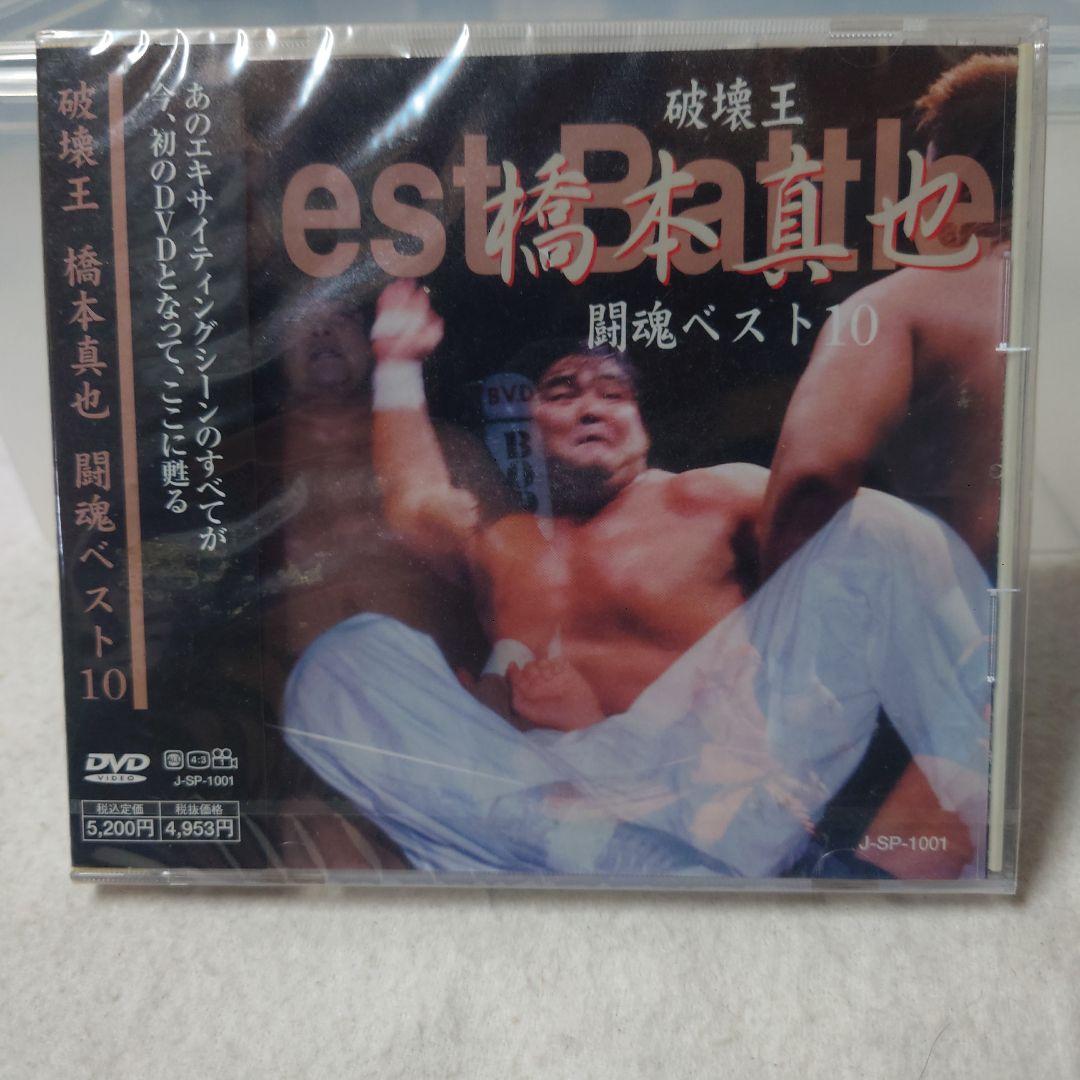 破壊王 橋本真也 闘魂ベスト10
あのエキサイティングシーンのすべてが
今、初のDVDとなって、ここに甦る
est Battle
破壊王
橋本真也
闘魂ベスト10
BVD
BO
DVD
VIDEO
4:3
J-SP-1001
税込定価 税抜価格
5,200円 4,953円
J-SP-1001